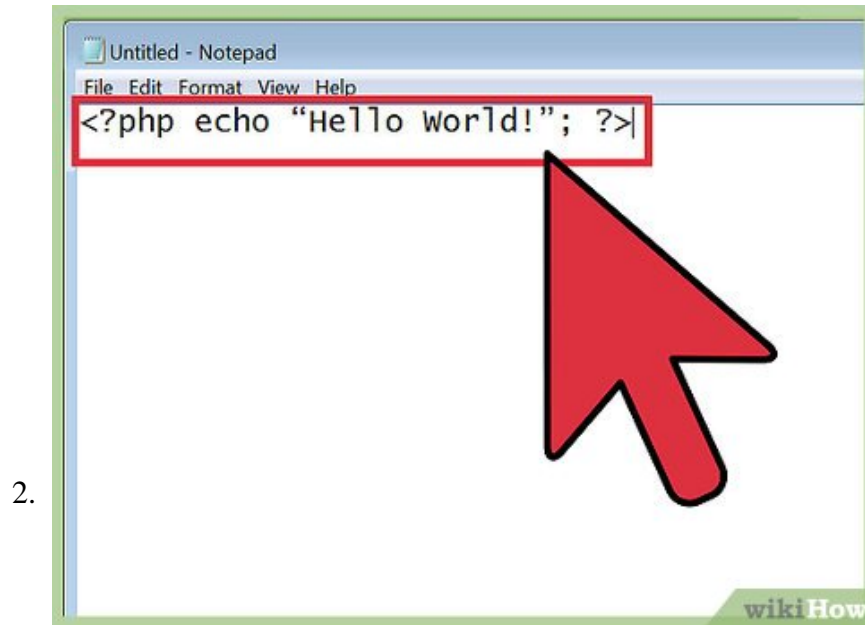 Untitled - Notepad
File Edit Format View Help
<?php echo “Hello World!”; ?>
2.
wikiHow